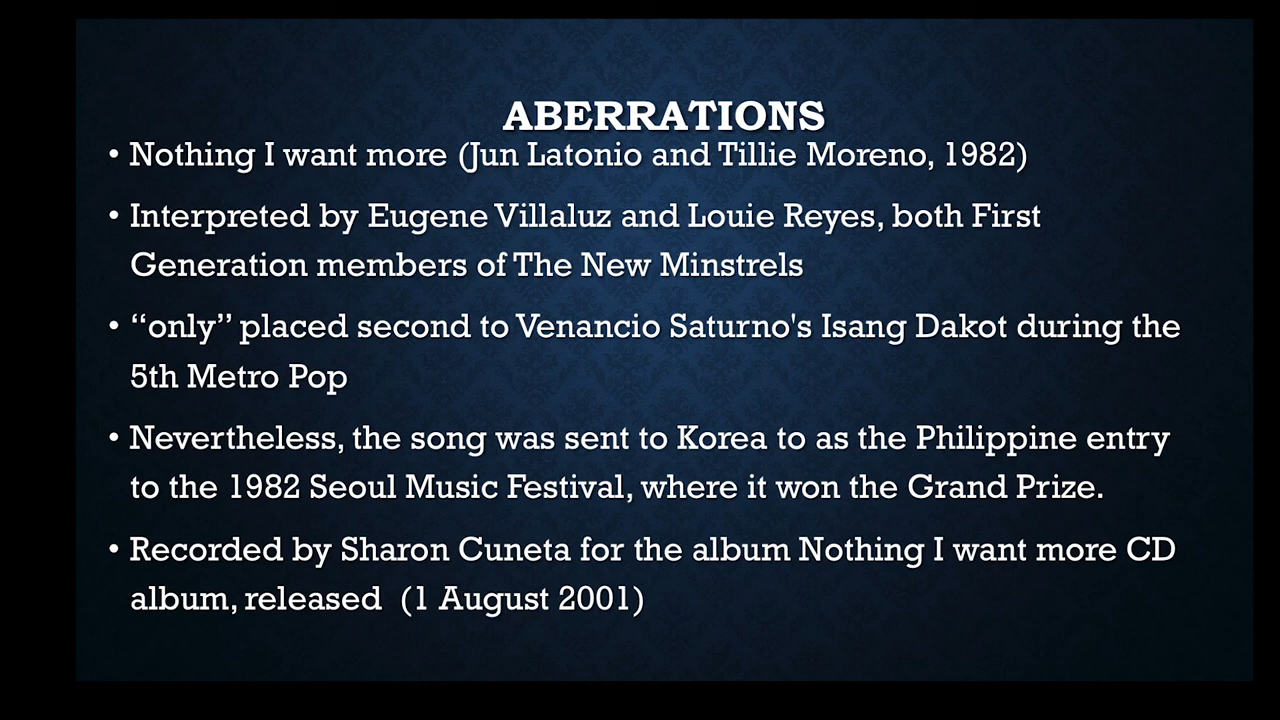 ABERRATIONS
• Nothing I want more (Jun Latonio and Tillie Moreno, 1982)
• Interpreted by Eugene Villaluz and Louie Reyes, both First
Generation members of The New Minstrels
• “only” placed second to Venancio Saturno's Isang Dakot during the
5th Metro Pop
• Nevertheless, the song was sent to Korea to as the Philippine entry
to the 1982 Seoul Music Festival, where it won the Grand Prize.
• Recorded by Sharon Cuneta for the album Nothing I want more CD
album, released  (1 August 2001)